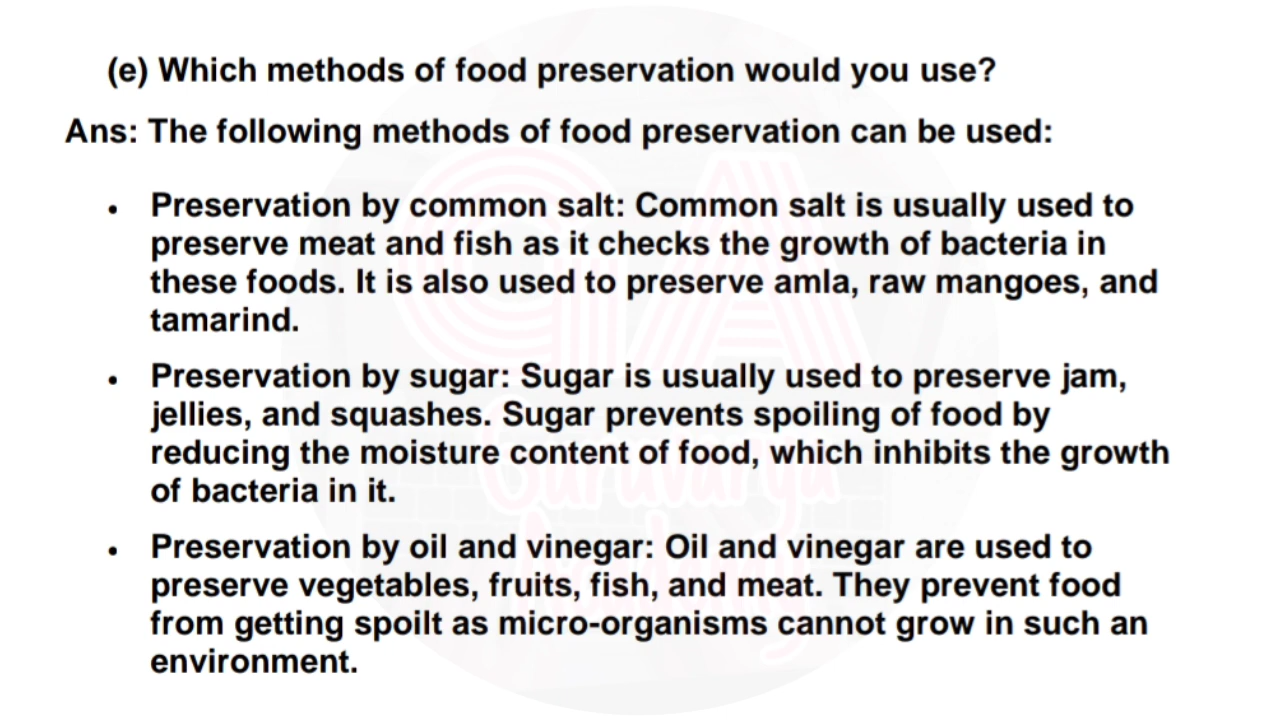 (e) Which methods of food preservation would you use?
Ans: The following methods of food preservation can be used:
• Preservation by common salt: Common salt is usually used to
preserve meat and fish as it checks the growth of bacteria in
these foods. It is also used to preserve amla, raw mangoes, and
tamarind.
• Preservation by sugar: Sugar is usually used to preserve jam,
jellies, and squashes. Sugar prevents spoiling of food by
reducing the moisture content of food, which inhibits the growth
of bacteria in it.
• Preservation by oil and vinegar: Oil and vinegar are used to
preserve vegetables, fruits, fish, and meat. They prevent food
from getting spoilt as micro-organisms cannot grow in such an
environment.
GA
Guruvarya
Academy